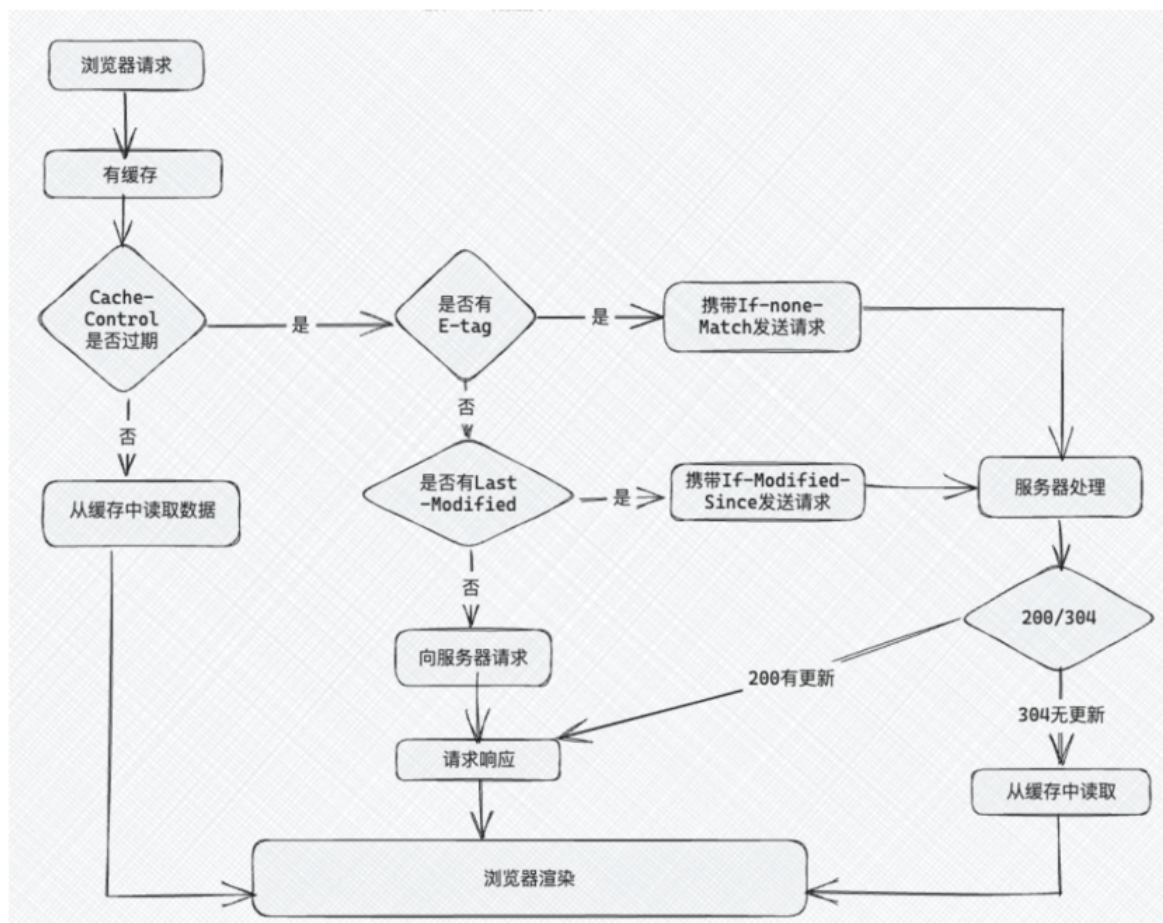 浏览器请求
有缓存
Cache-
Control
是否过期
是
是否有
E-tag
是
携带If-none-
Match发送请求
否
否
从缓存中读取数据
是否有Last
-Modified
是
携带If-Modified-
Since发送请求
服务器处理
否
200/304
向服务器请求
200有更新
304无更新
请求响应
从缓存中读取
浏览器渲染